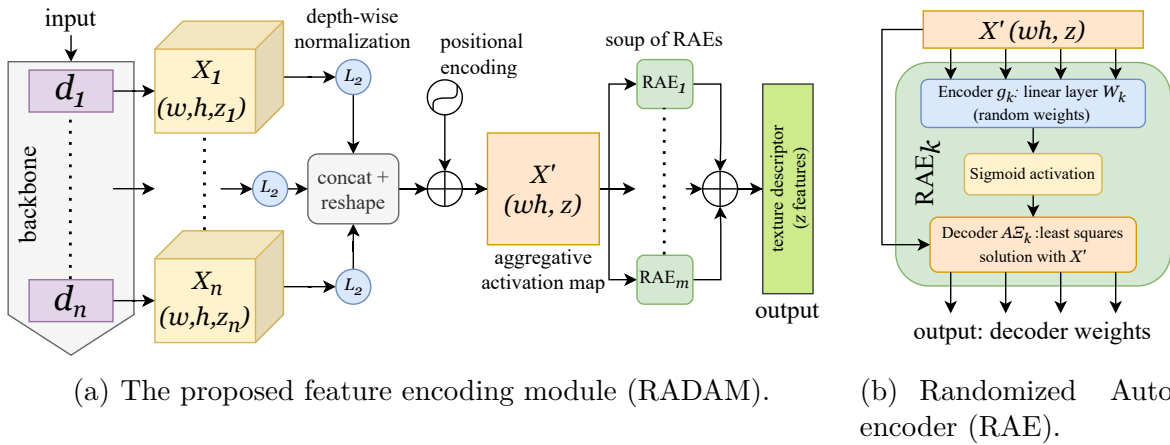 input
d1
backbone
dn
X1
(w,h,z1)
Xn
(w,h,zn)
depth-wise
normalization
L2
L2
L2
concat +
reshape
positional
encoding
X'
(wh, z)
aggregative
activation map
soup of RAEs
RAE1
RAEm
texture descriptor
(z features)
output
(a) The proposed feature encoding module (RADAM).
X' (wh, z)
RAEk
Encoder gk: linear layer Wk
(random weights)
Sigmoid activation
Decoder AΞk :least squares
solution with X'
output: decoder weights
(b) Randomized Auto
encoder (RAE).